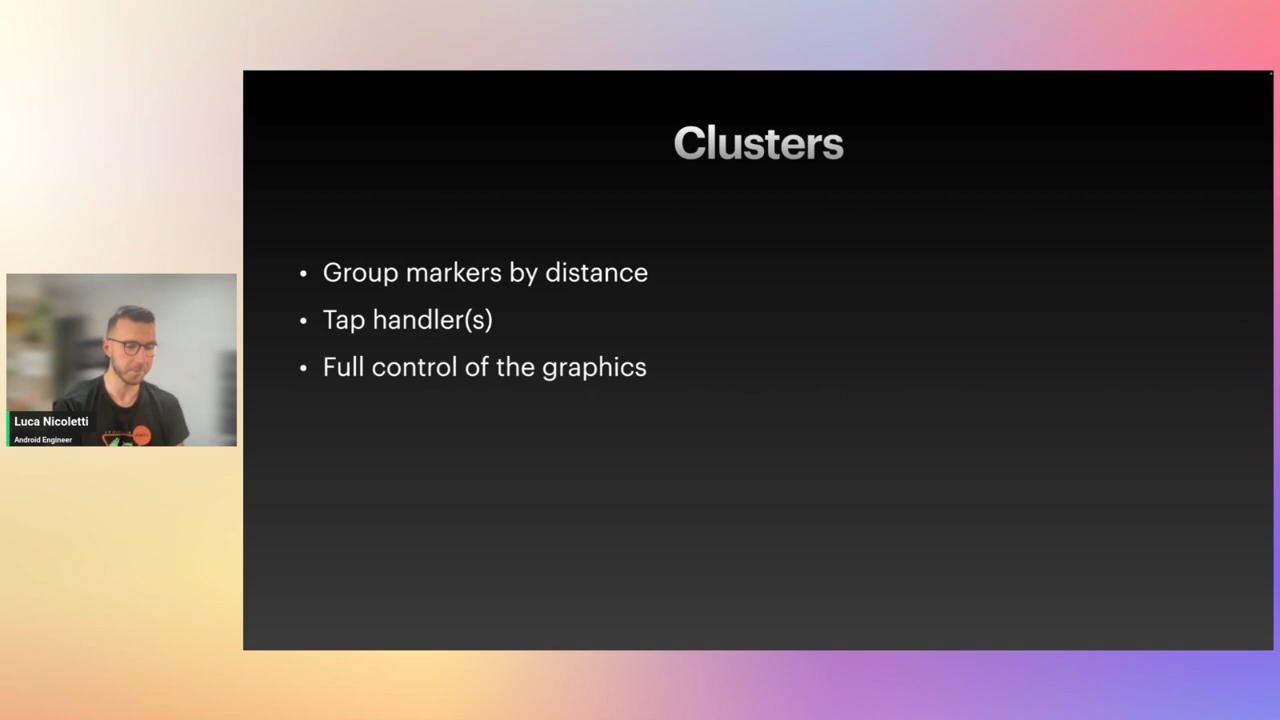 Clusters
• Group markers by distance
• Tap handler(s)
• Full control of the graphics
Luca Nicoletti
Android Engineer